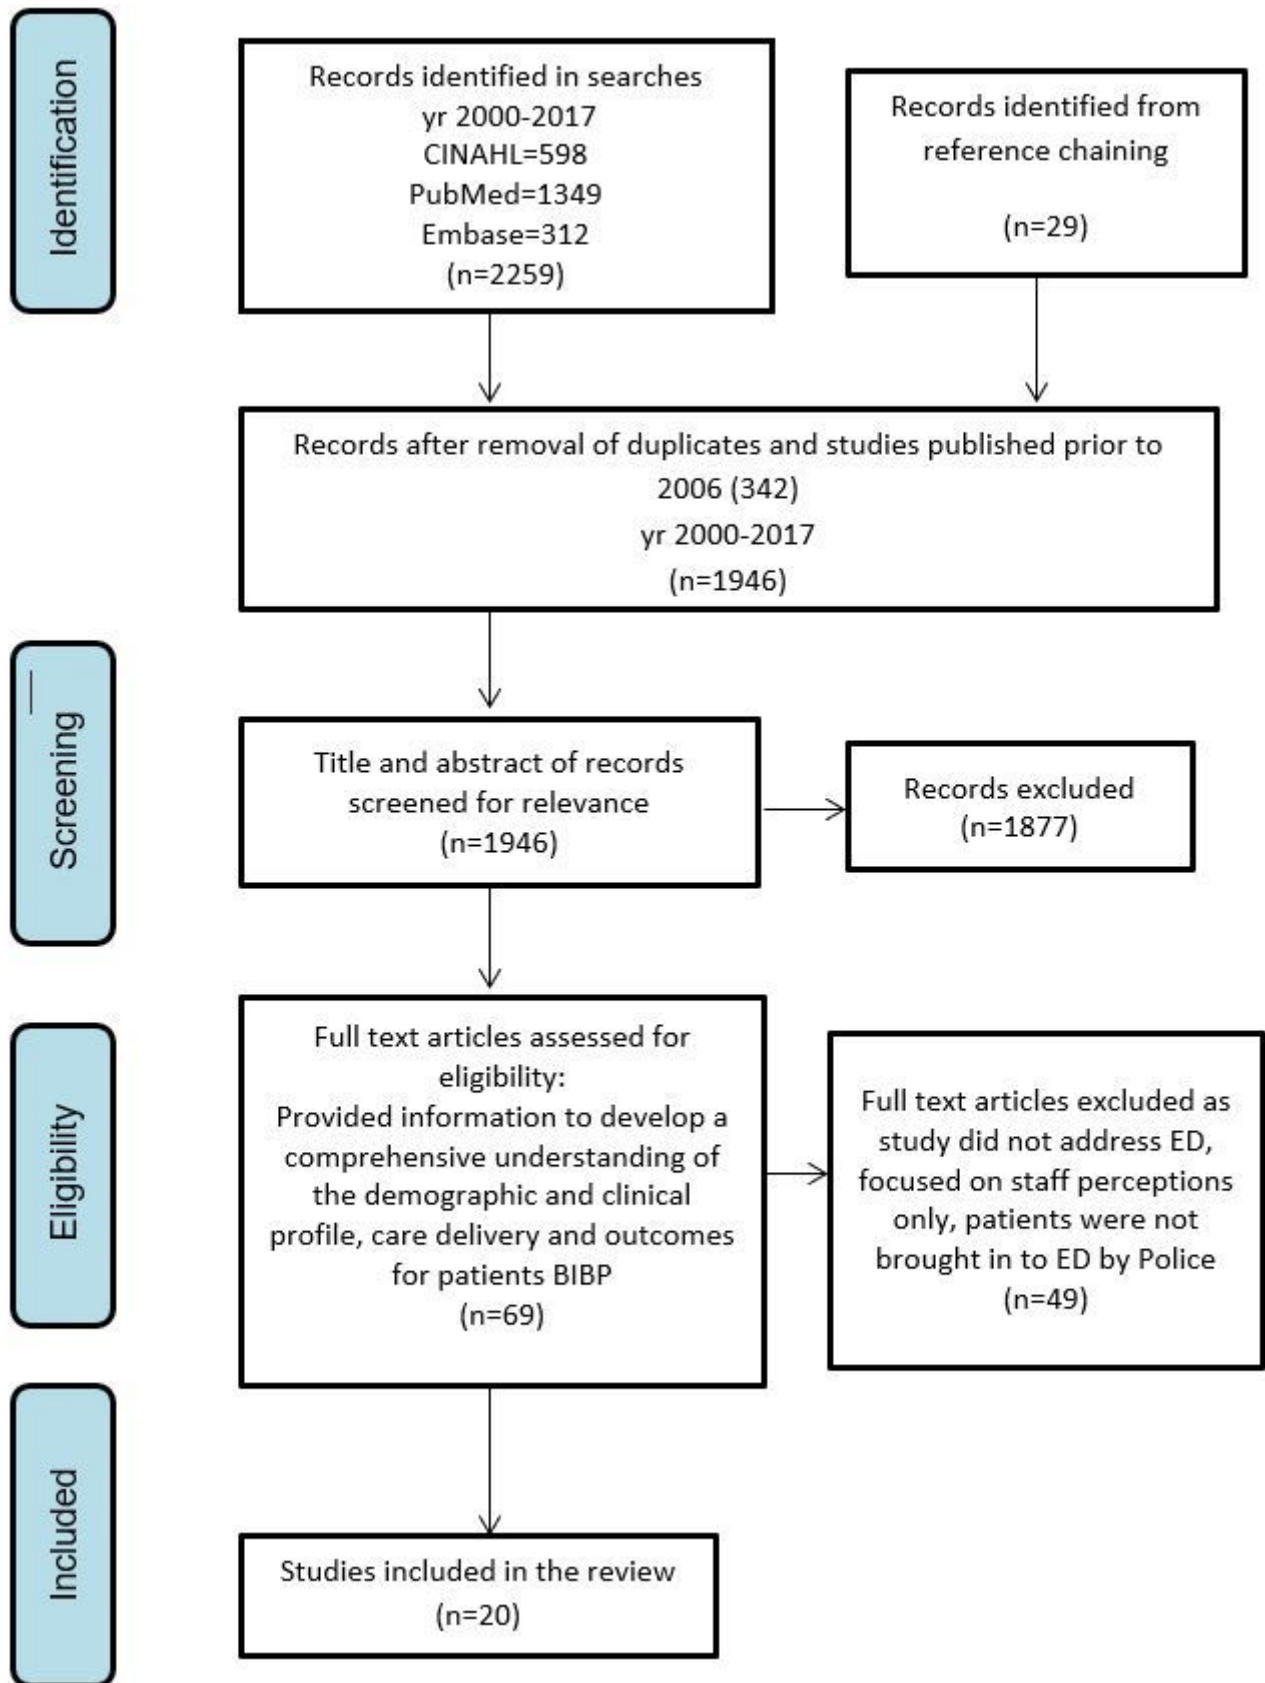 Identification
Records identified in searches
yr 2000-2017
CINAHL=598
PubMed=1349
Embase=312
(n=2259)
Records identified from
reference chaining
(n=29)
Records after removal of duplicates and studies published prior to
2006 (342)
yr 2000-2017
(n=1946)
Screening
Title and abstract of records
screened for relevance
(n=1946)
Records excluded
(n=1877)
Eligibility
Full text articles assessed for
eligibility:
Provided information to develop a
comprehensive understanding of
the demographic and clinical
profile, care delivery and outcomes
for patients BIBP
(n=69)
Full text articles excluded as
study did not address ED,
focused on staff perceptions
only, patients were not
brought in to ED by Police
(n=49)
Included
Studies included in the review
(n=20)